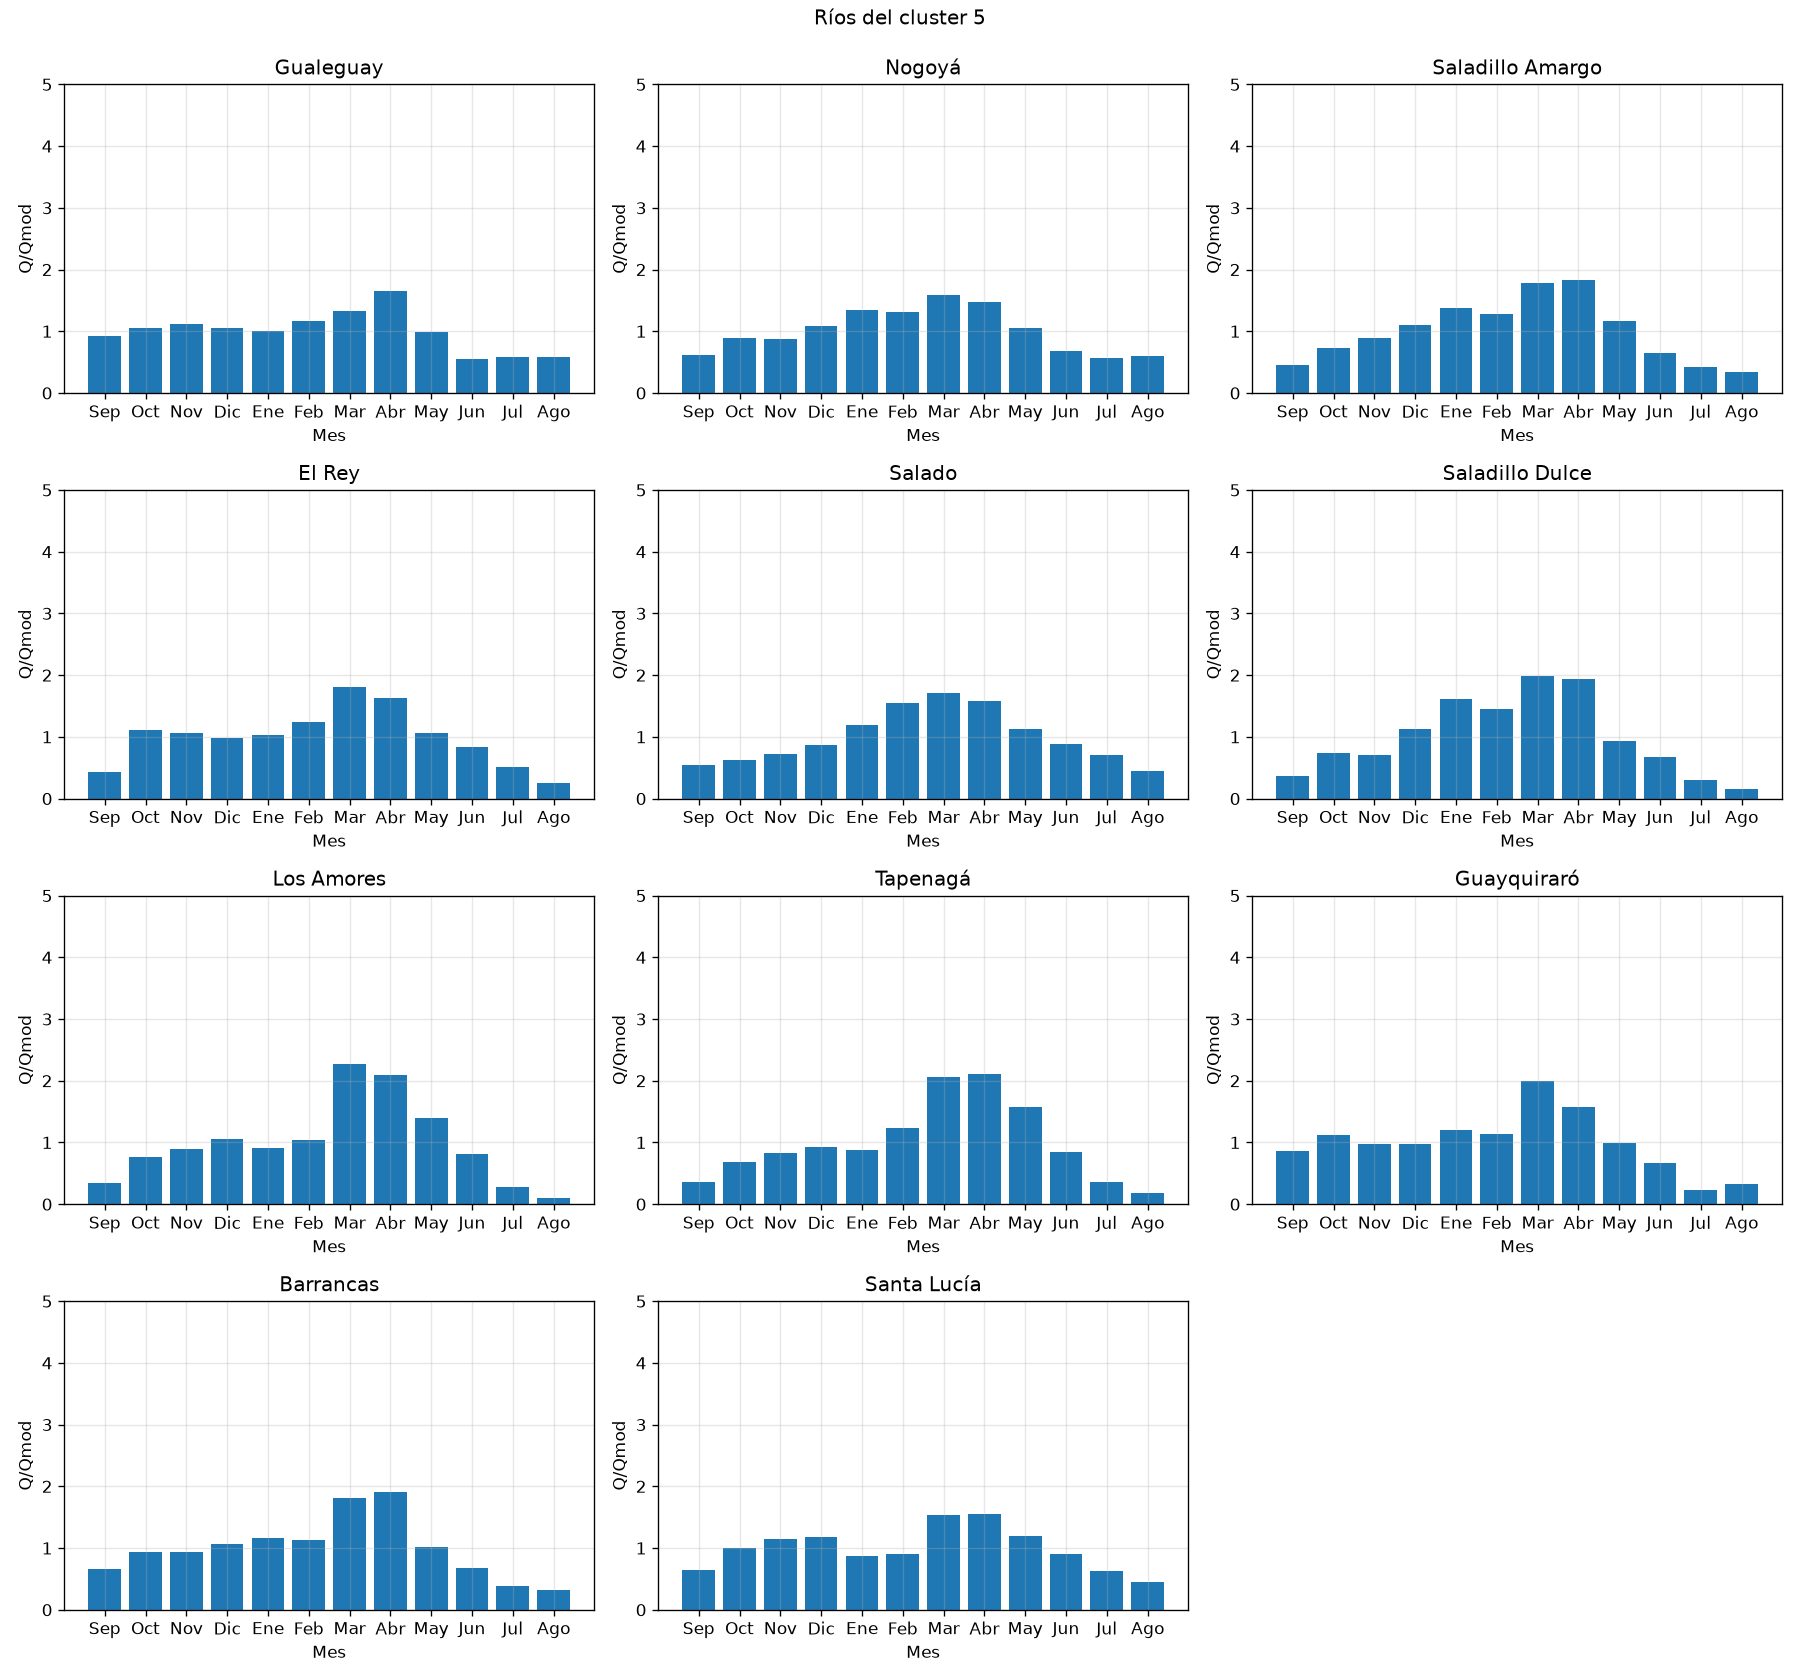 Ríos del cluster 5
Gualeguay
5
4
3
2
1
0
Q/Qmod
Sep Oct Nov Dic Ene Feb Mar Abr May Jun Jul Ago
Mes
Nogoyá
5
4
3
2
1
0
Q/Qmod
Sep Oct Nov Dic Ene Feb Mar Abr May Jun Jul Ago
Mes
Saladillo Amargo
5
4
3
2
1
0
Q/Qmod
Sep Oct Nov Dic Ene Feb Mar Abr May Jun Jul Ago
Mes
El Rey
5
4
3
2
1
0
Q/Qmod
Sep Oct Nov Dic Ene Feb Mar Abr May Jun Jul Ago
Mes
Salado
5
4
3
2
1
0
Q/Qmod
Sep Oct Nov Dic Ene Feb Mar Abr May Jun Jul Ago
Mes
Saladillo Dulce
5
4
3
2
1
0
Q/Qmod
Sep Oct Nov Dic Ene Feb Mar Abr May Jun Jul Ago
Mes
Los Amores
5
4
3
2
1
0
Q/Qmod
Sep Oct Nov Dic Ene Feb Mar Abr May Jun Jul Ago
Mes
Tapenagá
5
4
3
2
1
0
Q/Qmod
Sep Oct Nov Dic Ene Feb Mar Abr May Jun Jul Ago
Mes
Guayquiraró
5
4
3
2
1
0
Q/Qmod
Sep Oct Nov Dic Ene Feb Mar Abr May Jun Jul Ago
Mes
Barrancas
5
4
3
2
1
0
Q/Qmod
Sep Oct Nov Dic Ene Feb Mar Abr May Jun Jul Ago
Mes
Santa Lucía
5
4
3
2
1
0
Q/Qmod
Sep Oct Nov Dic Ene Feb Mar Abr May Jun Jul Ago
Mes